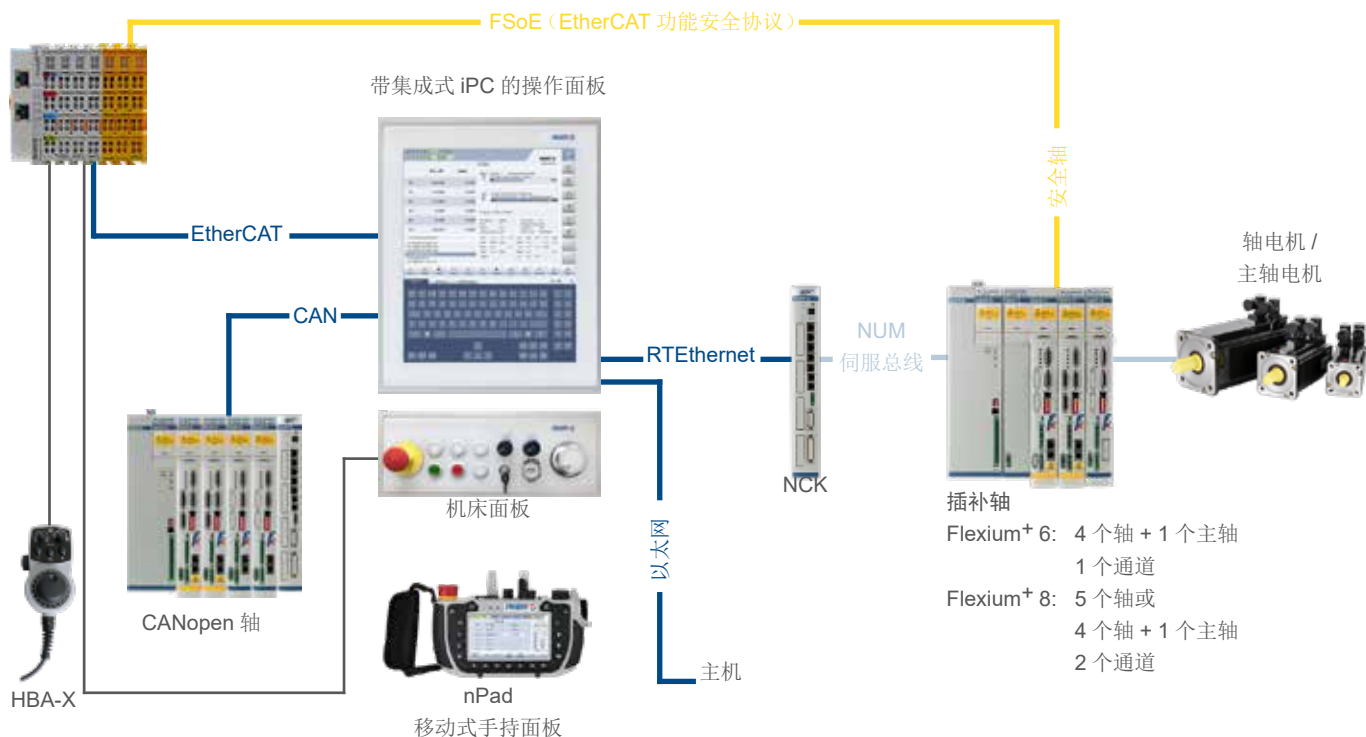 FSoE（EtherCAT 功能安全协议）
带集成式 iPC 的操作面板
安全轴
EtherCAT
轴电机 /
主轴电机
CAN
RTEthernet
NUM
伺服总线
NCK
机床面板
插补轴
Flexium+ 6: 4 个轴 + 1 个主轴
1 个通道
Flexium+ 8: 5 个轴或
4 个轴 + 1 个主轴
2 个通道
以太网
CANopen 轴
主机
HBA-X
nPad
移动式手持面板